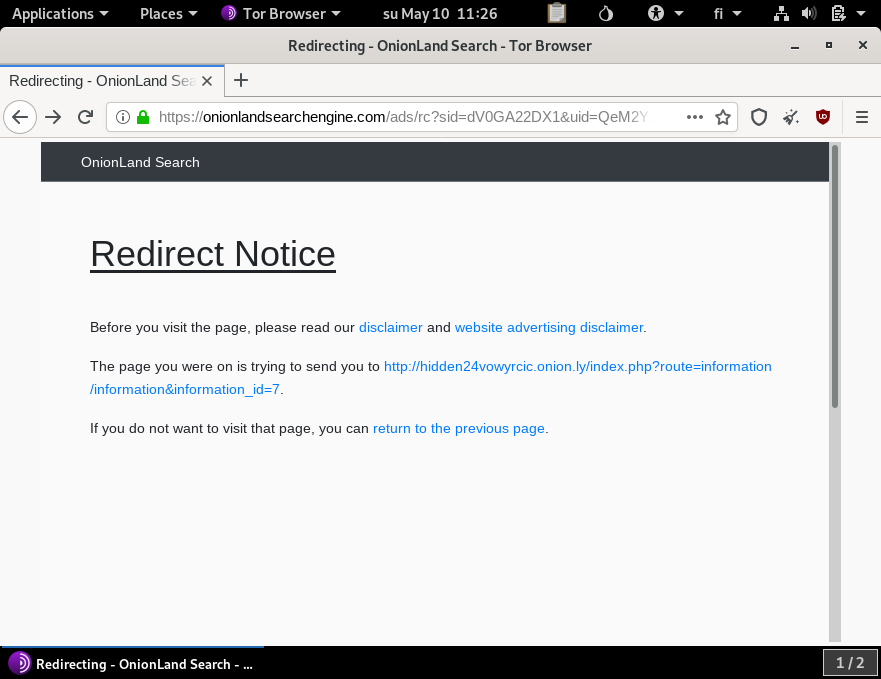 Applications Places Tor Browser su May 10 11:26 fi
Redirecting - OnionLand Search - Tor Browser
Redirecting - OnionLand Sea
https://onionlandsearchengine.com/ads/rc?sid=dV0GA22DX1&uid=QeM2Y
OnionLand Search
Redirect Notice
Before you visit the page, please read our disclaimer and website advertising disclaimer.
The page you were on is trying to send you to http://hidden24vowyrcic.onion.ly/index.php?route=information
/information&information_id=7.
If you do not want to visit that page, you can return to the previous page.
Redirecting - OnionLand Search - ...
1 / 2